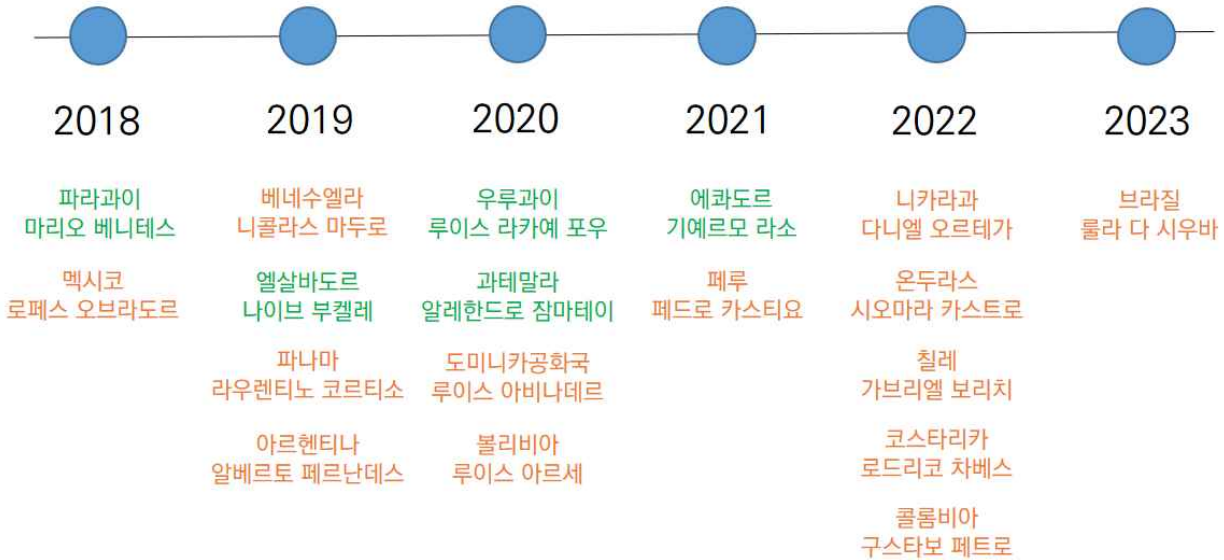 2018
2019
2020
2021
2022
2023
파라과이
마리오 베니테스
멕시코
로페스 오브라도르
베네수엘라
니콜라스 마두로
엘살바도르
나이브 부켈레
파나마
라우렌티노 코르티소
아르헨티나
알베르토 페르난데스
우루과이
루이스 라카예 포우
과테말라
알레한드로 잠마테이
도미니카공화국
루이스 아비나데르
볼리비아
루이스 아르세
에콰도르
기예르모 라소
페루
페드로 카스티요
니카라과
다니엘 오르테가
온두라스
시오마라 카스트로
칠레
가브리엘 보리치
코스타리카
로드리코 차베스
콜롬비아
구스타보 페트로
브라질
룰라 다 시우바